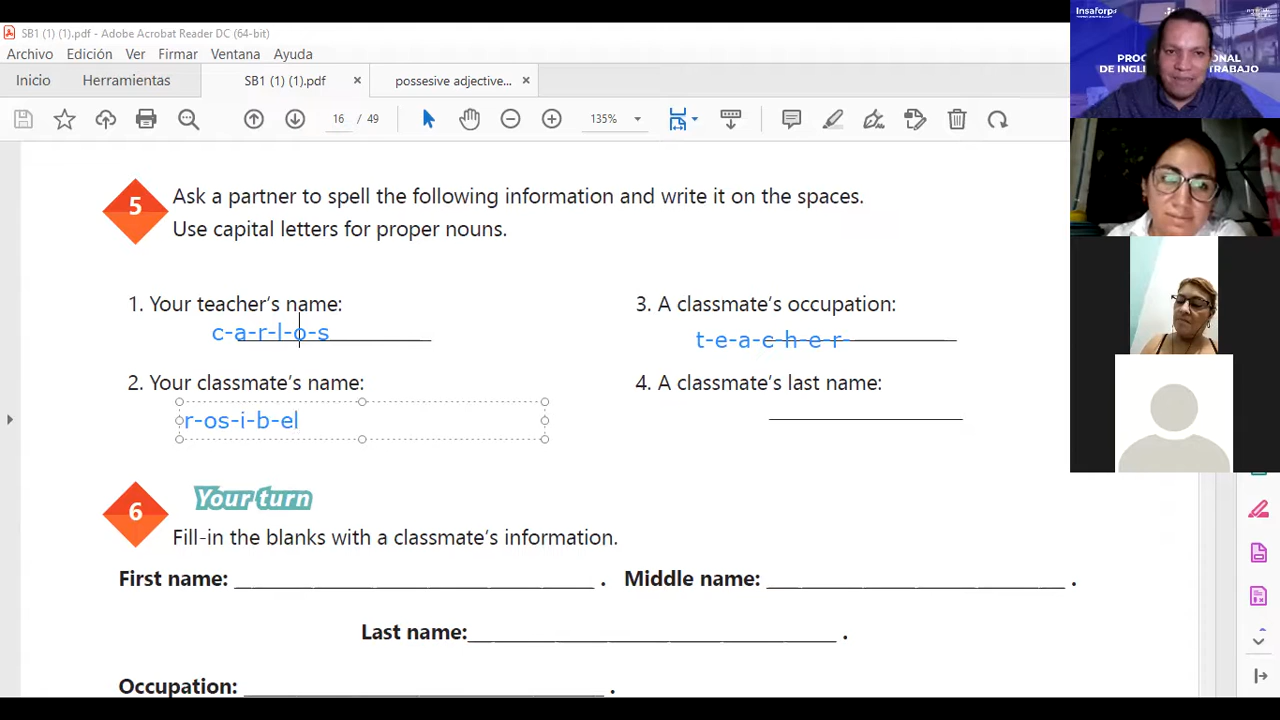 SB1 (1) (1).pdf - Adobe Acrobat Reader DC (64-bit)
Archivo Edición Ver Firmar Ventana Ayuda
Inicio Herramientas SB1 (1) (1).pdf × possesive adjective... ×
16 / 49 135%
5 Ask a partner to spell the following information and write it on the spaces.
Use capital letters for proper nouns.
1. Your teacher's name:
c-a-r-l-o-s
2. Your classmate's name:
r-os-i-b-el
3. A classmate's occupation:
t-e-a-c-h-e-r-
4. A classmate's last name:
6 Your turn
Fill-in the blanks with a classmate's information.
First name: ______ . Middle name: ______ .
Last name:______ .
Occupation: ______ .
Insaforp